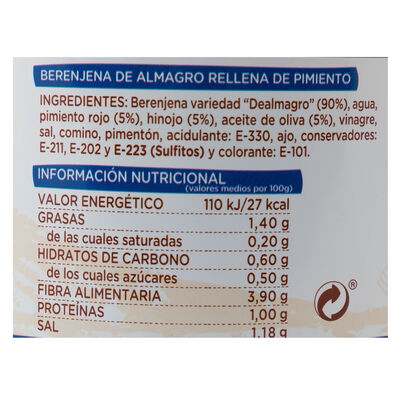 BERENJENA DE ALMAGRO RELLENA DE PIMIENTO
INGREDIENTES: Berenjena variedad "Dealmagro" (90%), agua,
pimiento rojo (5%), hinojo (5%), aceite de oliva (5%), vinagre,
sal, comino, pimentón, acidulante: E-330, ajo, conservadores:
E-211, E-202 y E-223 (Sulfitos) y colorante: E-101.
INFORMACIÓN NUTRICIONAL
(valores medios por 100g)
VALOR ENERGÉTICO 110 kJ/27 kcal
GRASAS 1,40 g
de las cuales saturadas 0,20 g
HIDRATOS DE CARBONO 0,60 g
de los cuales azúcares 0,50 g
FIBRA ALIMENTARIA 3,90 g
PROTEÍNAS 1,00 g
SAL 1,18 g
®